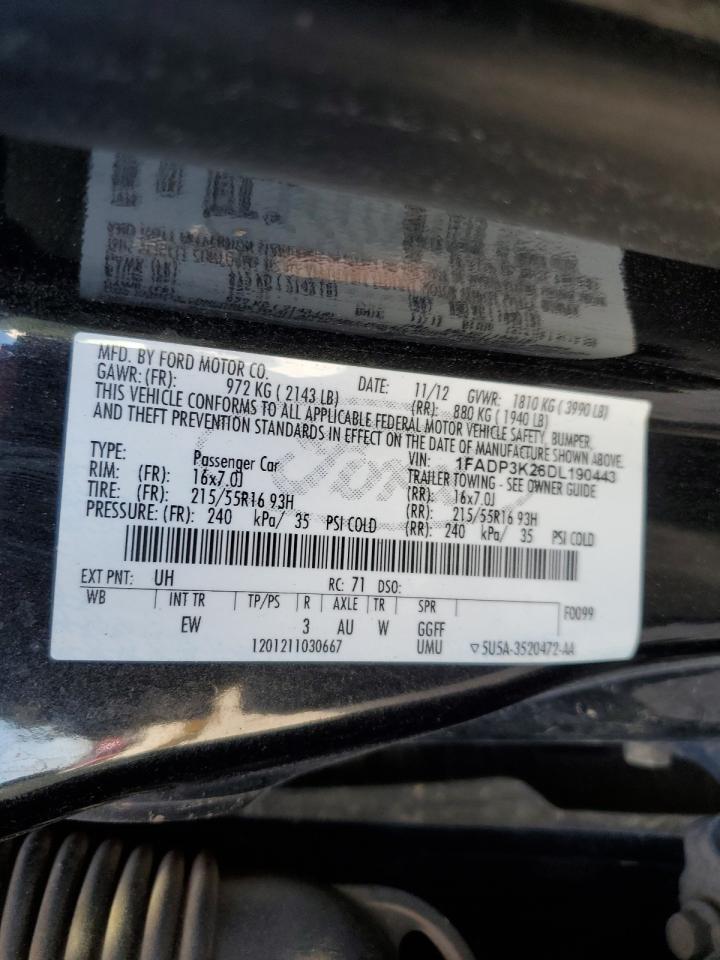 MFD. BY FORD MOTOR CO.
DATE: 11/12 GVWR: 1810 KG ( 3990 LB)
GAWR: (FR): 972 KG ( 2143 LB) (RR): 880 KG ( 1940 LB)
THIS VEHICLE CONFORMS TO ALL APPLICABLE FEDERAL MOTOR VEHICLE SAFETY, BUMPER,
AND THEFT PREVENTION STANDARDS IN EFFECT ON THE DATE OF MANUFACTURE SHOWN ABOVE.
VIN: 1FADP3K26DL190443
TYPE: Passenger Car TRAILER TOWING - SEE OWNER GUIDE
RIM: (FR): 16x7.0J (RR): 16x7.0J
TIRE: (FR): 215/55R16 93H (RR): 215/55R16 93H
PRESSURE: (FR): 240 kPa/ 35 PSI COLD (RR): 240 kPa/ 35 PSI COLD
EXT PNT: UH RC: 71 DSO:
WB INT TR TP/PS R AXLE TR SPR F0099
EW 3 AU W GGFF
1201211030667 UMU ▽5U5A-3520472-AA